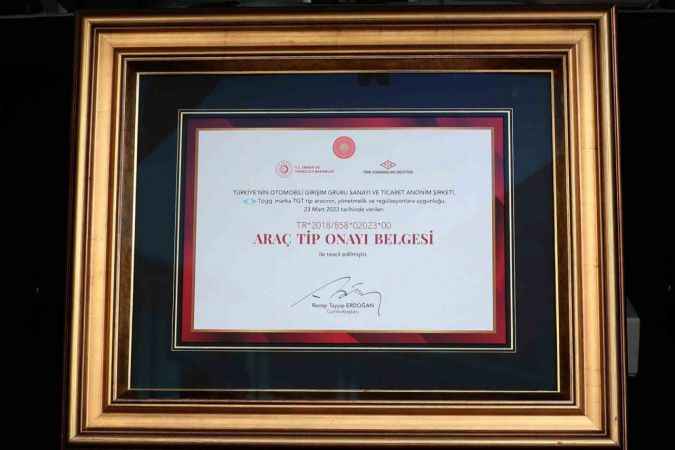 T.C. SANAYİ VE
TEKNOLOJİ BAKANLIĞI
TÜRK STANDARDLARI ENSTİTÜSÜ
TÜRKİYE'NİN OTOMOBİLİ GİRİŞİM GRUBU SANAYİ VE TİCARET ANONİM ŞİRKETİ,
Togg marka TGT tip aracının, yönetmelik ve regülasyonlara uygunluğu,
23 Mart 2023 tarihinde verilen
TR*2018/858*02023*00
ARAÇ TİP ONAYI BELGESİ
ile tescil edilmiştir.
Recep Tayyip ERDOĞAN
Cumhurbaşkanı